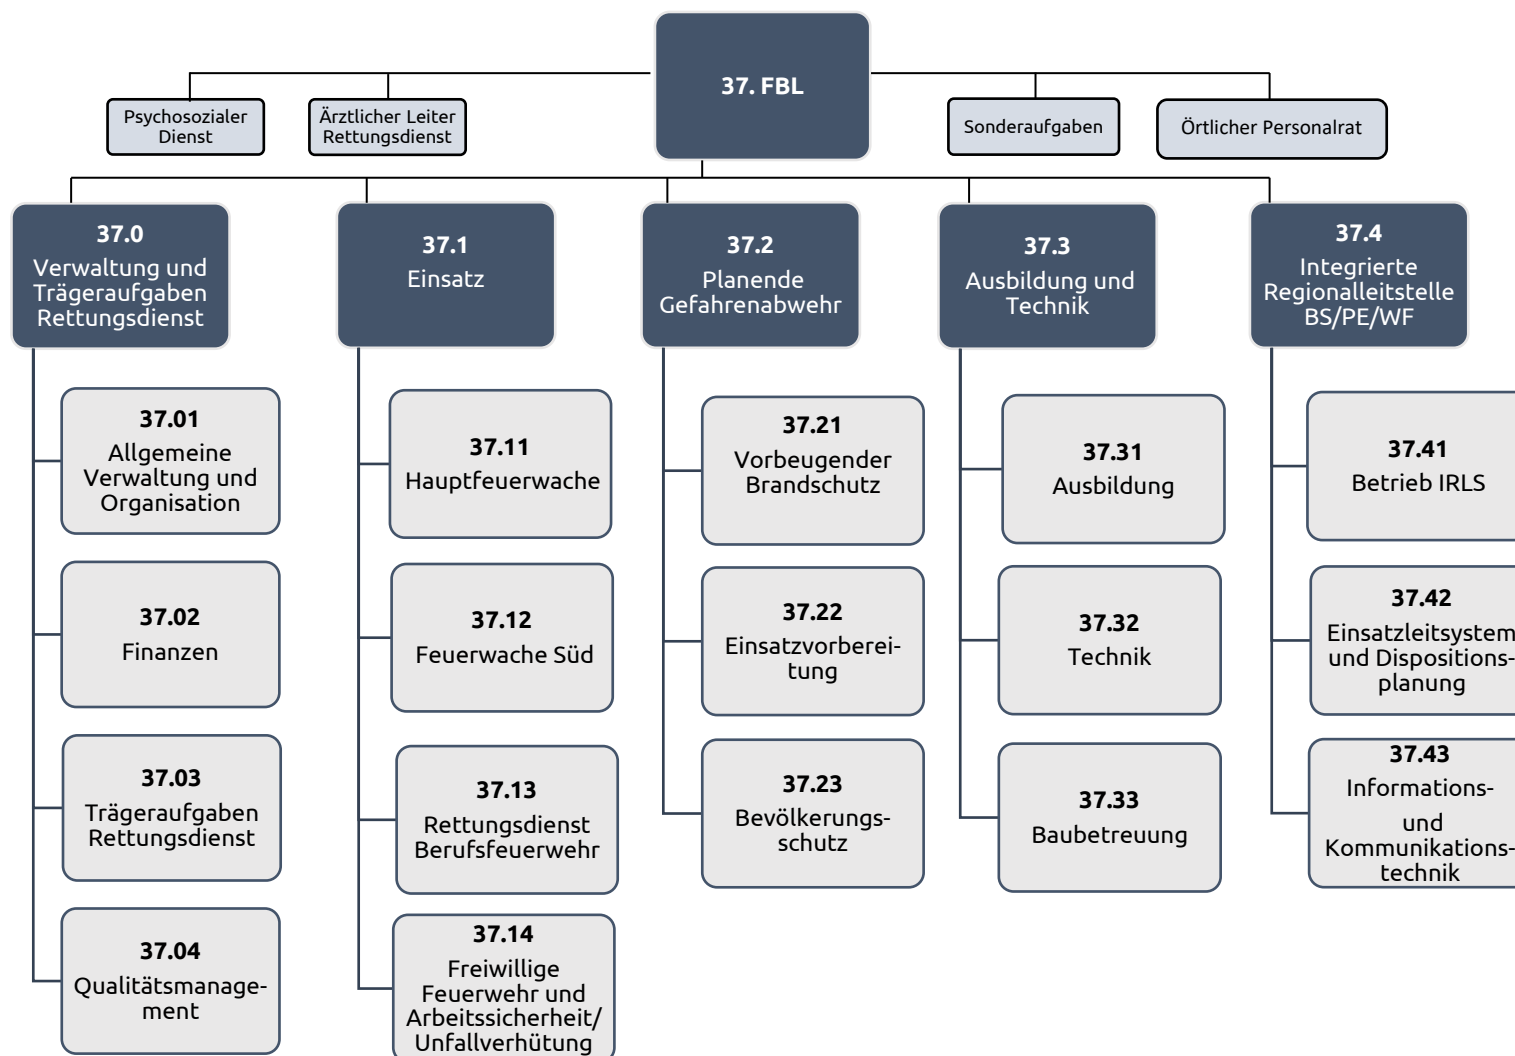 37. FBL
Psychosozialer
Dienst
Ärztlicher Leiter
Rettungsdienst
Sonderaufgaben
Örtlicher Personalrat
37.0
Verwaltung und
Trägeraufgaben
Rettungsdienst
37.1
Einsatz
37.2
Planende
Gefahrenabwehr
37.3
Ausbildung und
Technik
37.4
Integrierte
Regionalleitstelle
BS/PE/WF
37.01
Allgemeine
Verwaltung und
Organisation
37.02
Finanzen
37.03
Trägeraufgaben
Rettungsdienst
37.04
Qualitätsmanage-
ment
37.11
Hauptfeuerwache
37.12
Feuerwache Süd
37.13
Rettungsdienst
Berufsfeuerwehr
37.14
Freiwillige
Feuerwehr und
Arbeitssicherheit/
Unfallverhütung
37.21
Vorbeugender
Brandschutz
37.22
Einsatzvorberei-
tung
37.23
Bevölkerungs-
schutz
37.31
Ausbildung
37.32
Technik
37.33
Baubetreuung
37.41
Betrieb IRLS
37.42
Einsatzleitsystem
und Dispositions-
planung
37.43
Informations-
und
Kommunikations-
technik